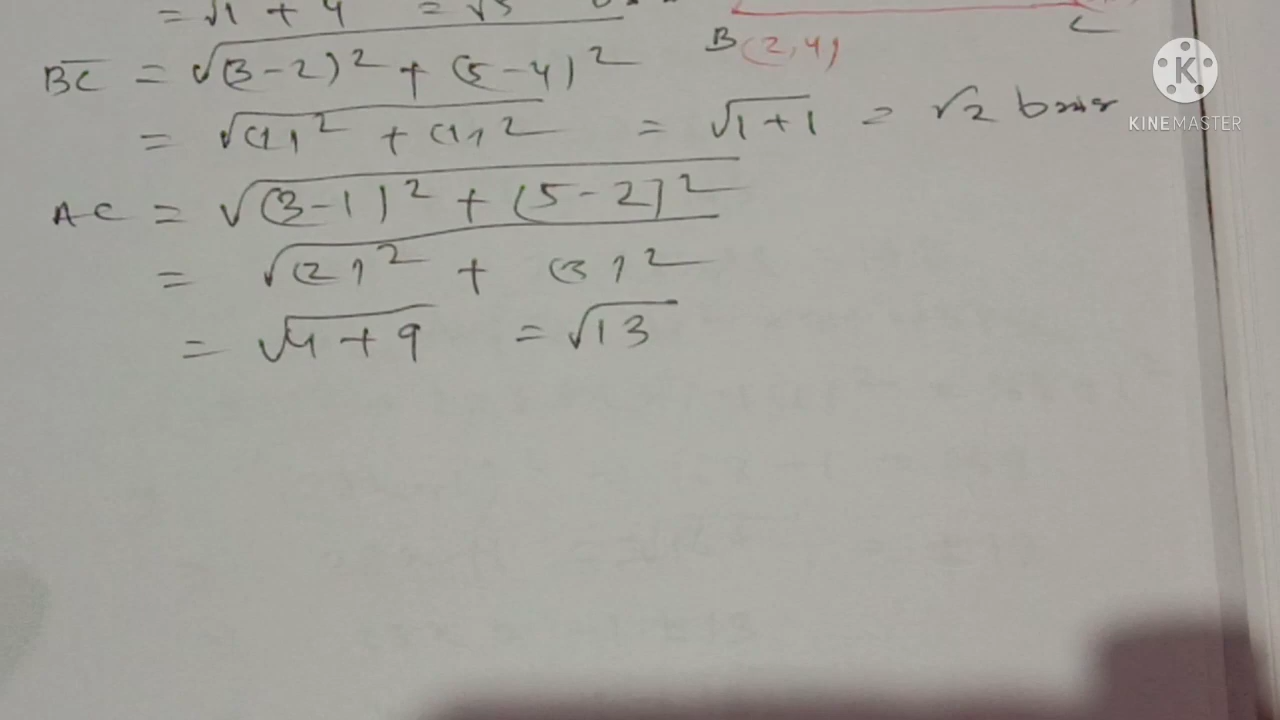 = √1 + 4 = √5
B (2,4)
C
BC = √(3-2)² + (5-4)²
= √(1)² + (1)² = √1+1 = √2
AC = √(3-1)² + (5-2)²
= √(2)² + (3)²
= √4+9 = √13
K
KINEMASTER